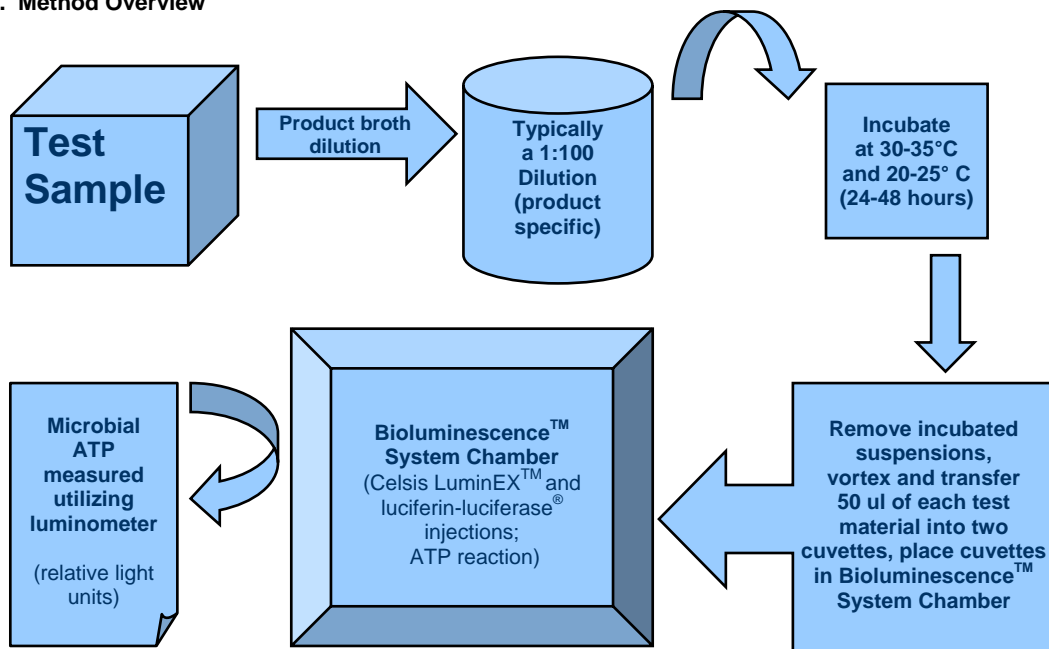 . Method Overview
Test
Sample
Product broth
dilution
Typically
a 1:100
Dilution
(product
specific)
Incubate
at 30-35°C
and 20-25° C
(24-48 hours)
Remove incubated
suspensions,
vortex and transfer
50 ul of each test
material into two
cuvettes, place cuvettes
in Bioluminescence™
System Chamber
Bioluminescence™
System Chamber
(Celsis LuminEX™ and
luciferin-luciferase®
injections;
ATP reaction)
Microbial
ATP
measured
utilizing
luminometer
(relative light
units)